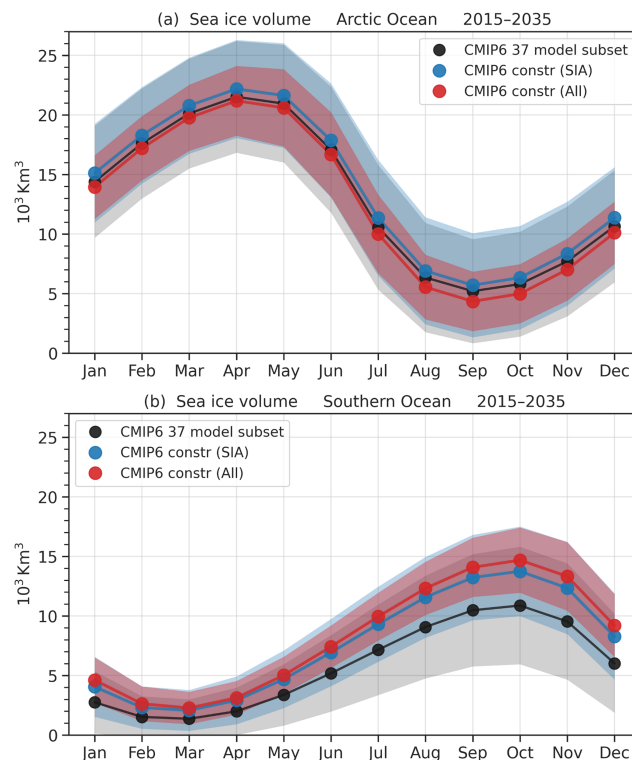 (a) Sea ice volume Arctic Ocean 2015–2035
25
20
15
10
5
0
10³ Km³
CMIP6 37 model subset
CMIP6 constr (SIA)
CMIP6 constr (All)
Jan Feb Mar Apr May Jun Jul Aug Sep Oct Nov Dec
(b) Sea ice volume Southern Ocean 2015–2035
25
20
15
10
5
0
10³ Km³
CMIP6 37 model subset
CMIP6 constr (SIA)
CMIP6 constr (All)
Jan Feb Mar Apr May Jun Jul Aug Sep Oct Nov Dec